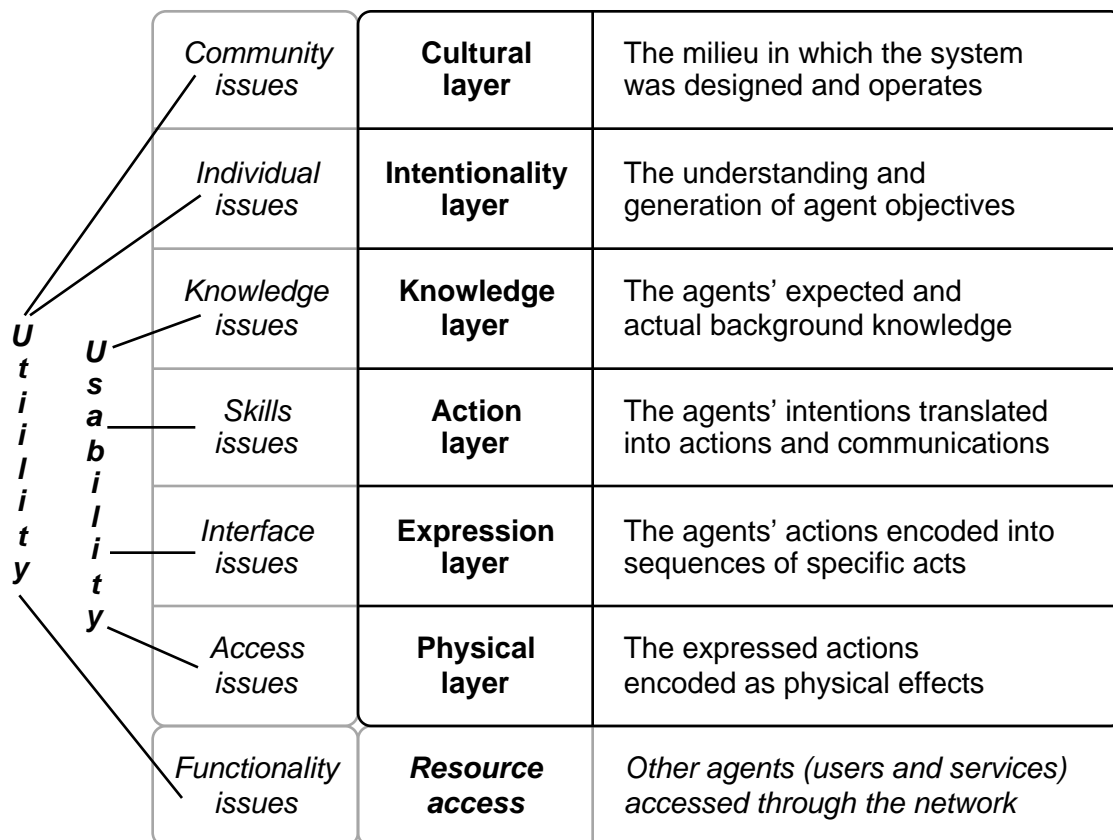 Community
issues
Cultural
layer
The milieu in which the system
was designed and operates
Individual
issues
Intentionality
layer
The understanding and
generation of agent objectives
Knowledge
issues
Knowledge
layer
The agents’ expected and
actual background knowledge
Skills
issues
Action
layer
The agents’ intentions translated
into actions and communications
Interface
issues
Expression
layer
The agents’ actions encoded into
sequences of specific acts
Access
issues
Physical
layer
The expressed actions
encoded as physical effects
Functionality
issues
Resource
access
Other agents (users and services)
accessed through the network
Utility
Usability